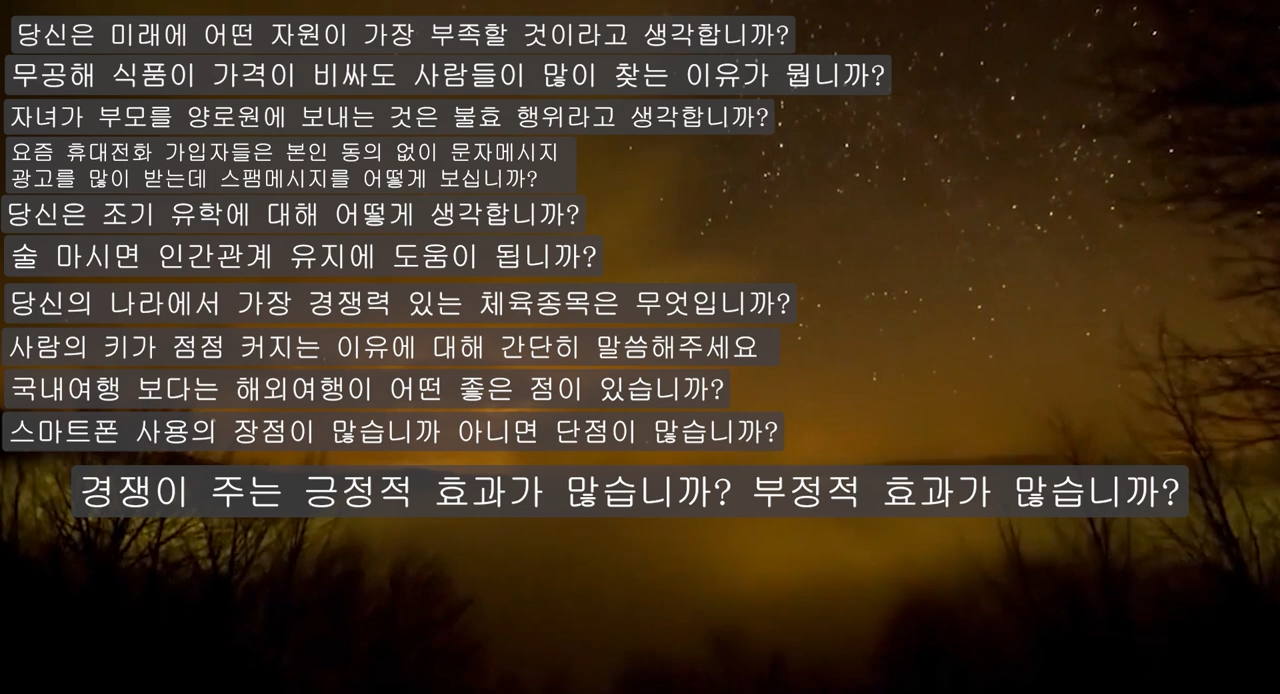 당신은 미래에 어떤 자원이 가장 부족할 것이라고 생각합니까?
무공해 식품이 가격이 비싸도 사람들이 많이 찾는 이유가 뭡니까?
자녀가 부모를 양로원에 보내는 것은 불효 행위라고 생각합니까?
요즘 휴대전화 가입자들은 본인 동의 없이 문자메시지
광고를 많이 받는데 스팸메시지를 어떻게 보십니까?
당신은 조기 유학에 대해 어떻게 생각합니까?
술 마시면 인간관계 유지에 도움이 됩니까?
당신의 나라에서 가장 경쟁력 있는 체육종목은 무엇입니까?
사람의 키가 점점 커지는 이유에 대해 간단히 말씀해주세요
국내여행 보다는 해외여행이 어떤 좋은 점이 있습니까?
스마트폰 사용의 장점이 많습니까 아니면 단점이 많습니까?
경쟁이 주는 긍정적 효과가 많습니까? 부정적 효과가 많습니까?